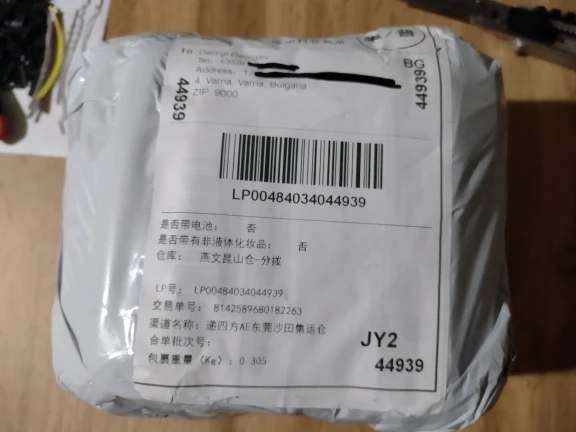 To
Tel: +359
Address: 1
4, Varna, Varna, Bulgaria
ZIP: 9000
BG
44939G
44939
LP00484034044939
是否带电池： 否
是否带有非液体化妆品： 否
仓库： 燕文昆山仓-分拨
LP号： LP00484034044939
交易单号： 8142589680182263
渠道名称： 递四方AE东莞沙田集运仓
合单批次号：
JY2
包裹重量（Kg）：0.305
44939